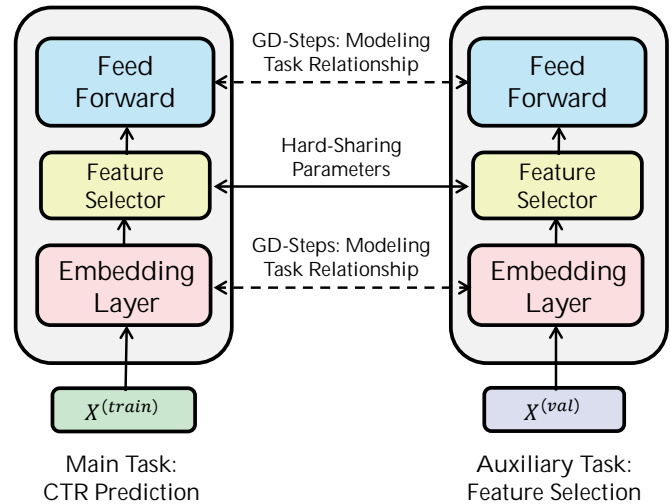 GD-Steps: Modeling
Task Relationship
Feed
Forward
Feed
Forward
Hard-Sharing
Parameters
Feature
Selector
Feature
Selector
GD-Steps: Modeling
Task Relationship
Embedding
Layer
Embedding
Layer
X^(train)
X^(val)
Main Task:
CTR Prediction
Auxiliary Task:
Feature Selection